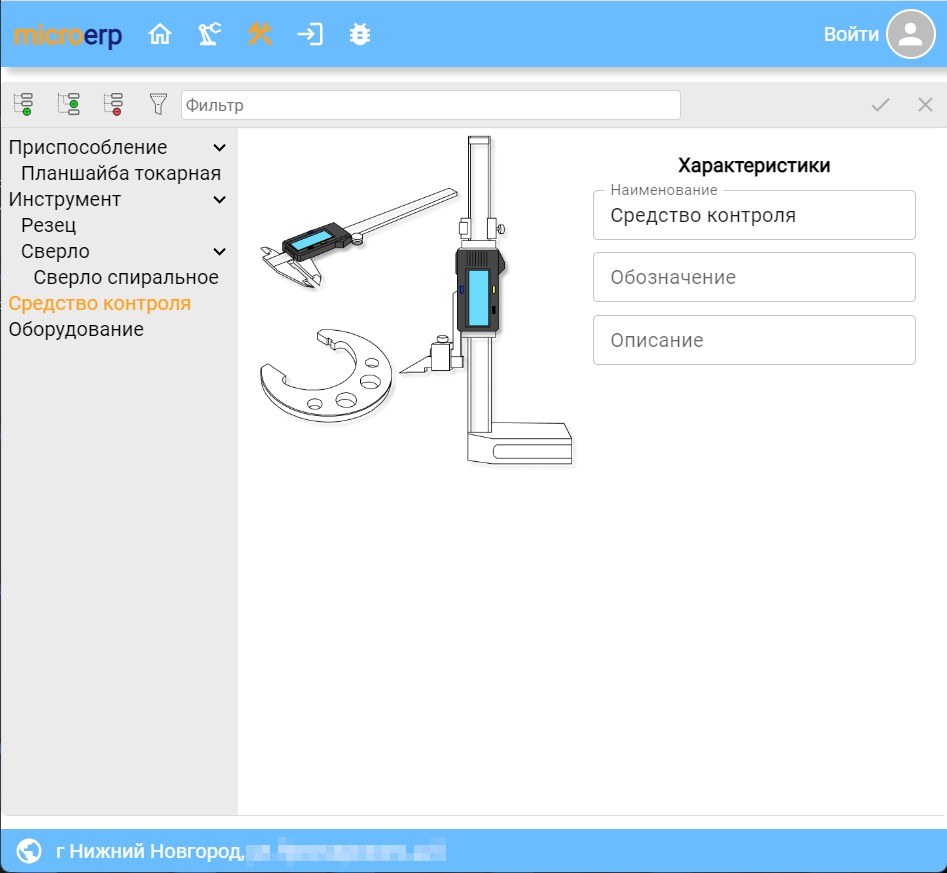 microerp
Войти
Фильтр
Приспособление
Планшайба токарная
Инструмент
Резец
Сверло
Сверло спиральное
Средство контроля
Оборудование
Характеристики
Наименование
Средство контроля
Обозначение
Описание
г Нижний Новгород,